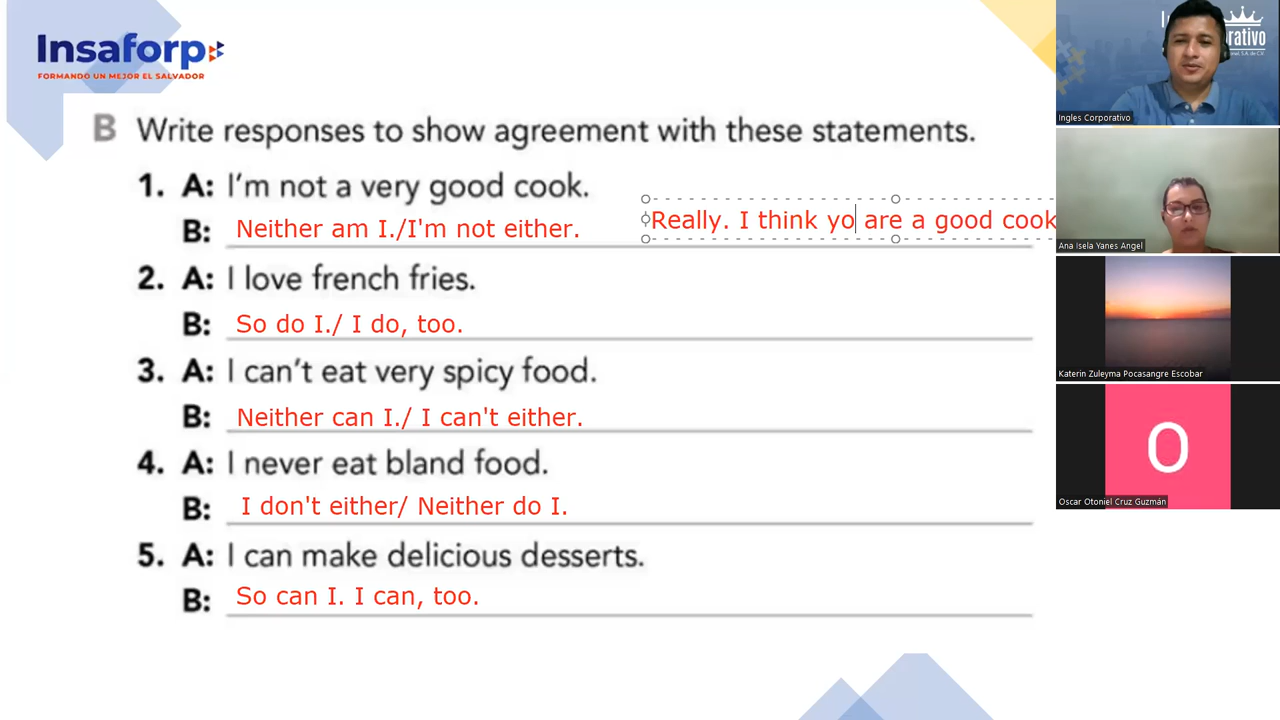 Insaforp
FORMANDO UN MEJOR EL SALVADOR
B Write responses to show agreement with these statements.
1. A: I'm not a very good cook.
B: Neither am I./I'm not either.
Really. I think yo are a good cook
2. A: I love french fries.
B: So do I./ I do, too.
3. A: I can't eat very spicy food.
B: Neither can I./ I can't either.
4. A: I never eat bland food.
B: I don't either/ Neither do I.
5. A: I can make delicious desserts.
B: So can I. I can, too.
Ingles Corporativo
Ana Isela Yanes Angel
Katerin Zuleyma Pocasangre Escobar
O
Oscar Otoniel Cruz Guzmán